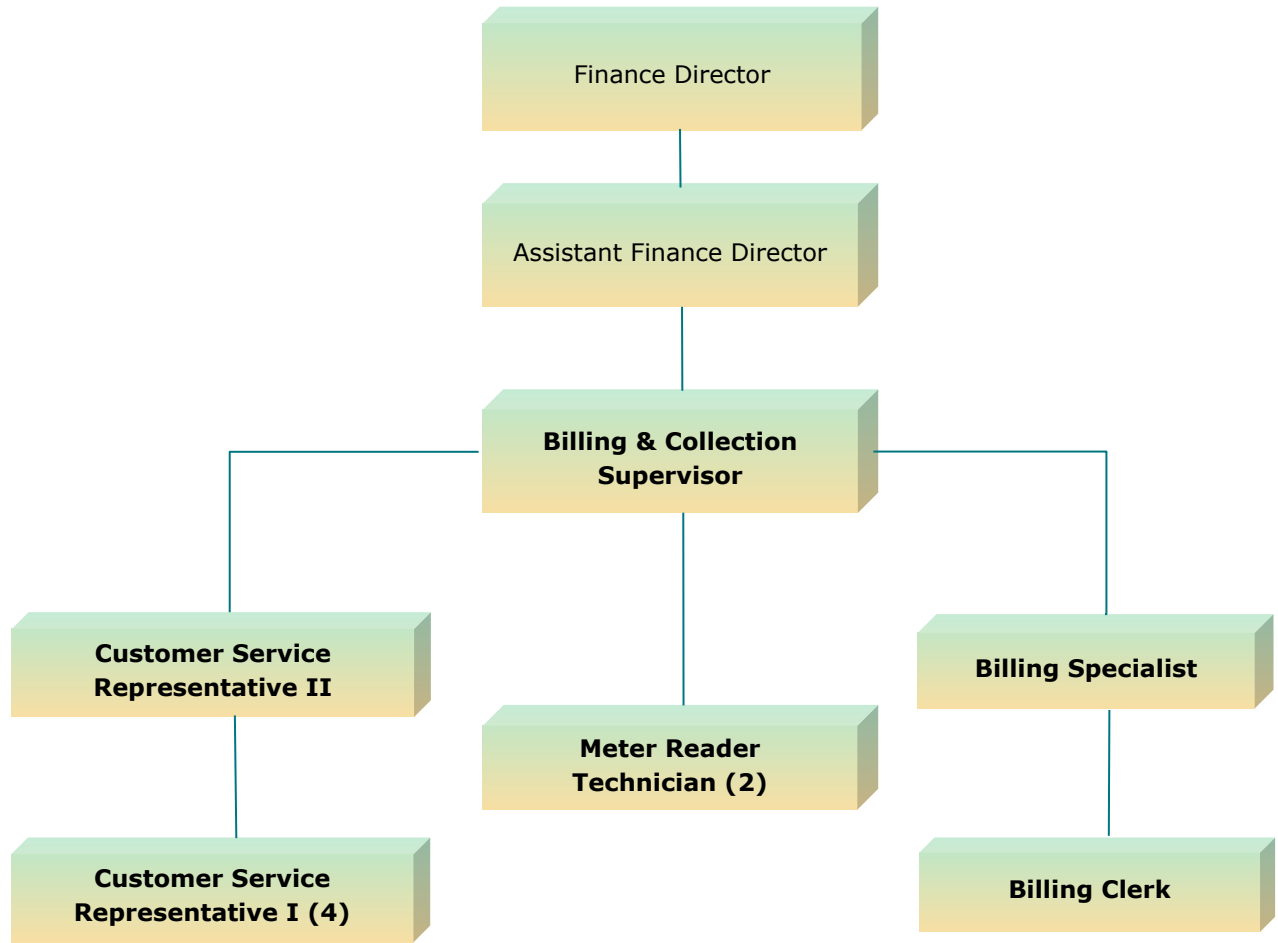 Finance Director
Assistant Finance Director
Billing & Collection
Supervisor
Customer Service
Representative II
Billing Specialist
Meter Reader
Technician (2)
Customer Service
Representative I (4)
Billing Clerk